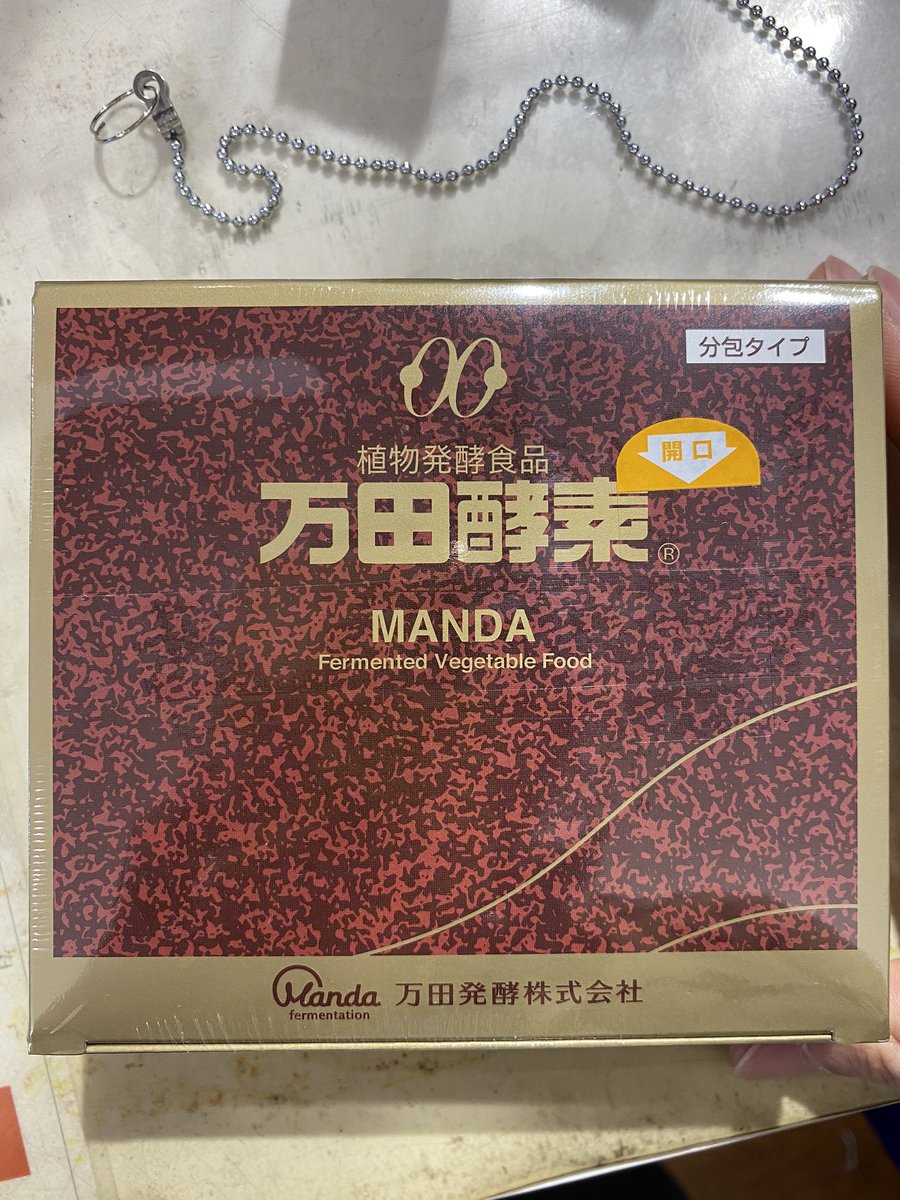 分包タイプ
開口
植物発酵食品
万田酵素®
MANDA
Fermented Vegetable Food
Manda
fermentation
万田発酵株式会社